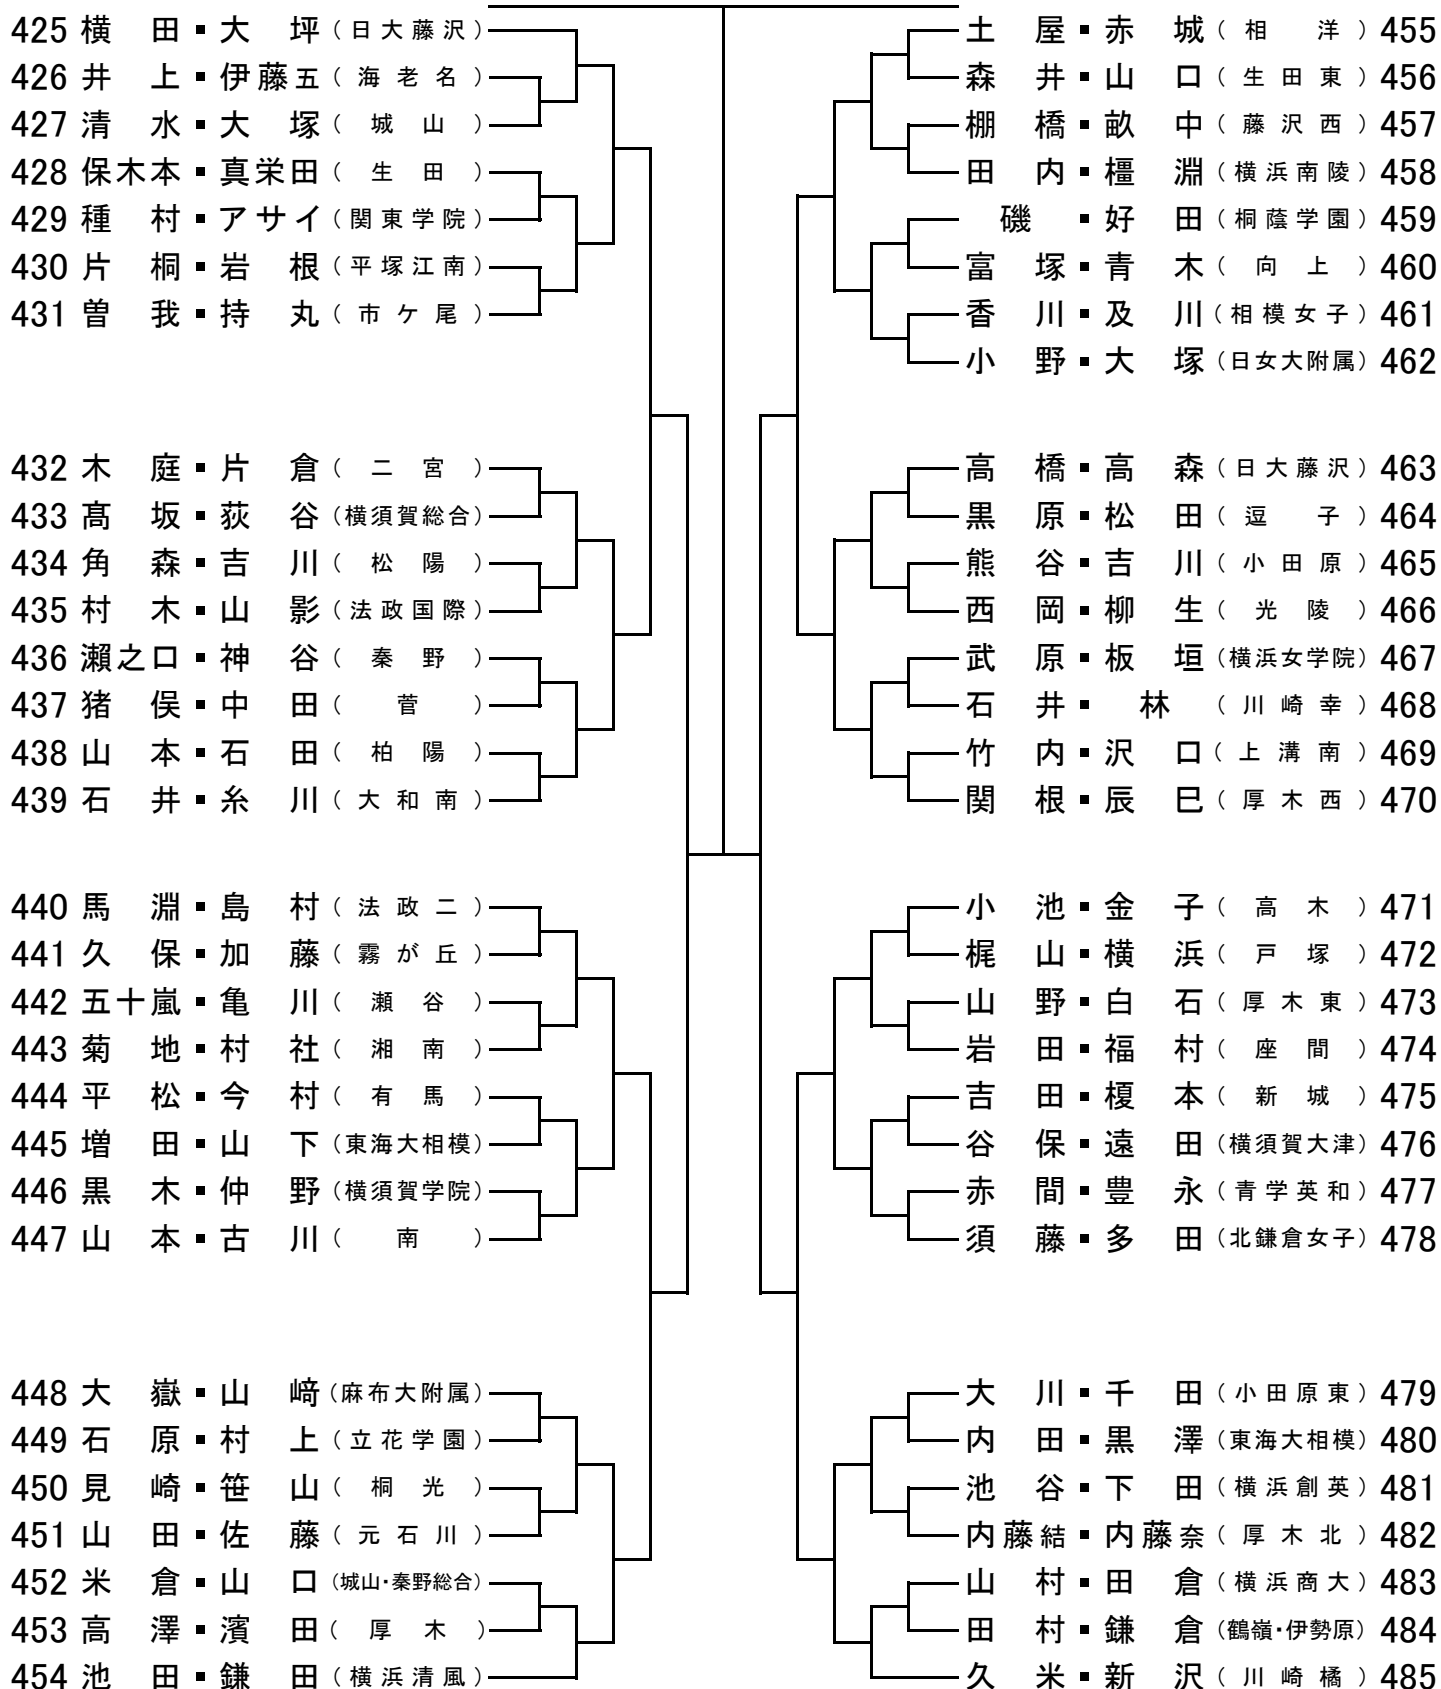 425 横田・大坪（日大藤沢）
426 井上・伊藤五（海老名）
427 清水・大塚（城山）
428 保木本・真栄田（生田）
429 種村・アサイ（関東学院）
430 片桐・岩根（平塚江南）
431 曽我・持丸（市ケ尾）
432 木庭・片倉（二宮）
433 髙坂・荻谷（横須賀総合）
434 角森・吉川（松陽）
435 村木・山影（法政国際）
436 瀬之口・神谷（秦野）
437 猪俣・中田（菅）
438 山本・石田（柏陽）
439 石井・糸川（大和南）
440 馬淵・島村（法政二）
441 久保・加藤（霧が丘）
442 五十嵐・亀川（瀬谷）
443 菊地・村社（湘南）
444 平松・今村（有馬）
445 増田・山下（東海大相模）
446 黒木・仲野（横須賀学院）
447 山本・古川（南）
448 大嶽・山﨑（麻布大附属）
449 石原・村上（立花学園）
450 見崎・笹山（桐光）
451 山田・佐藤（元石川）
452 米倉・山口（城山・秦野総合）
453 高澤・濱田（厚木）
454 池田・鎌田（横浜清風）
土屋・赤城（相洋）455
森井・山口（生田東）456
棚橋・畝中（藤沢西）457
田内・橿淵（横浜南陵）458
磯・好田（桐蔭学園）459
富塚・青木（向上）460
香川・及川（相模女子）461
小野・大塚（日女大附属）462
高橋・高森（日大藤沢）463
黒原・松田（逗子）464
熊谷・吉川（小田原）465
西岡・柳生（光陵）466
武原・板垣（横浜女学院）467
石井・林（川崎幸）468
竹内・沢口（上溝南）469
関根・辰巳（厚木西）470
小池・金子（高木）471
梶山・横浜（戸塚）472
山野・白石（厚木東）473
岩田・福村（座間）474
吉田・榎本（新城）475
谷保・遠田（横須賀大津）476
赤間・豊永（青学英和）477
須藤・多田（北鎌倉女子）478
大川・千田（小田原東）479
内田・黒澤（東海大相模）480
池谷・下田（横浜創英）481
内藤結・内藤奈（厚木北）482
山村・田倉（横浜商大）483
田村・鎌倉（鶴嶺・伊勢原）484
久米・新沢（川崎橘）485